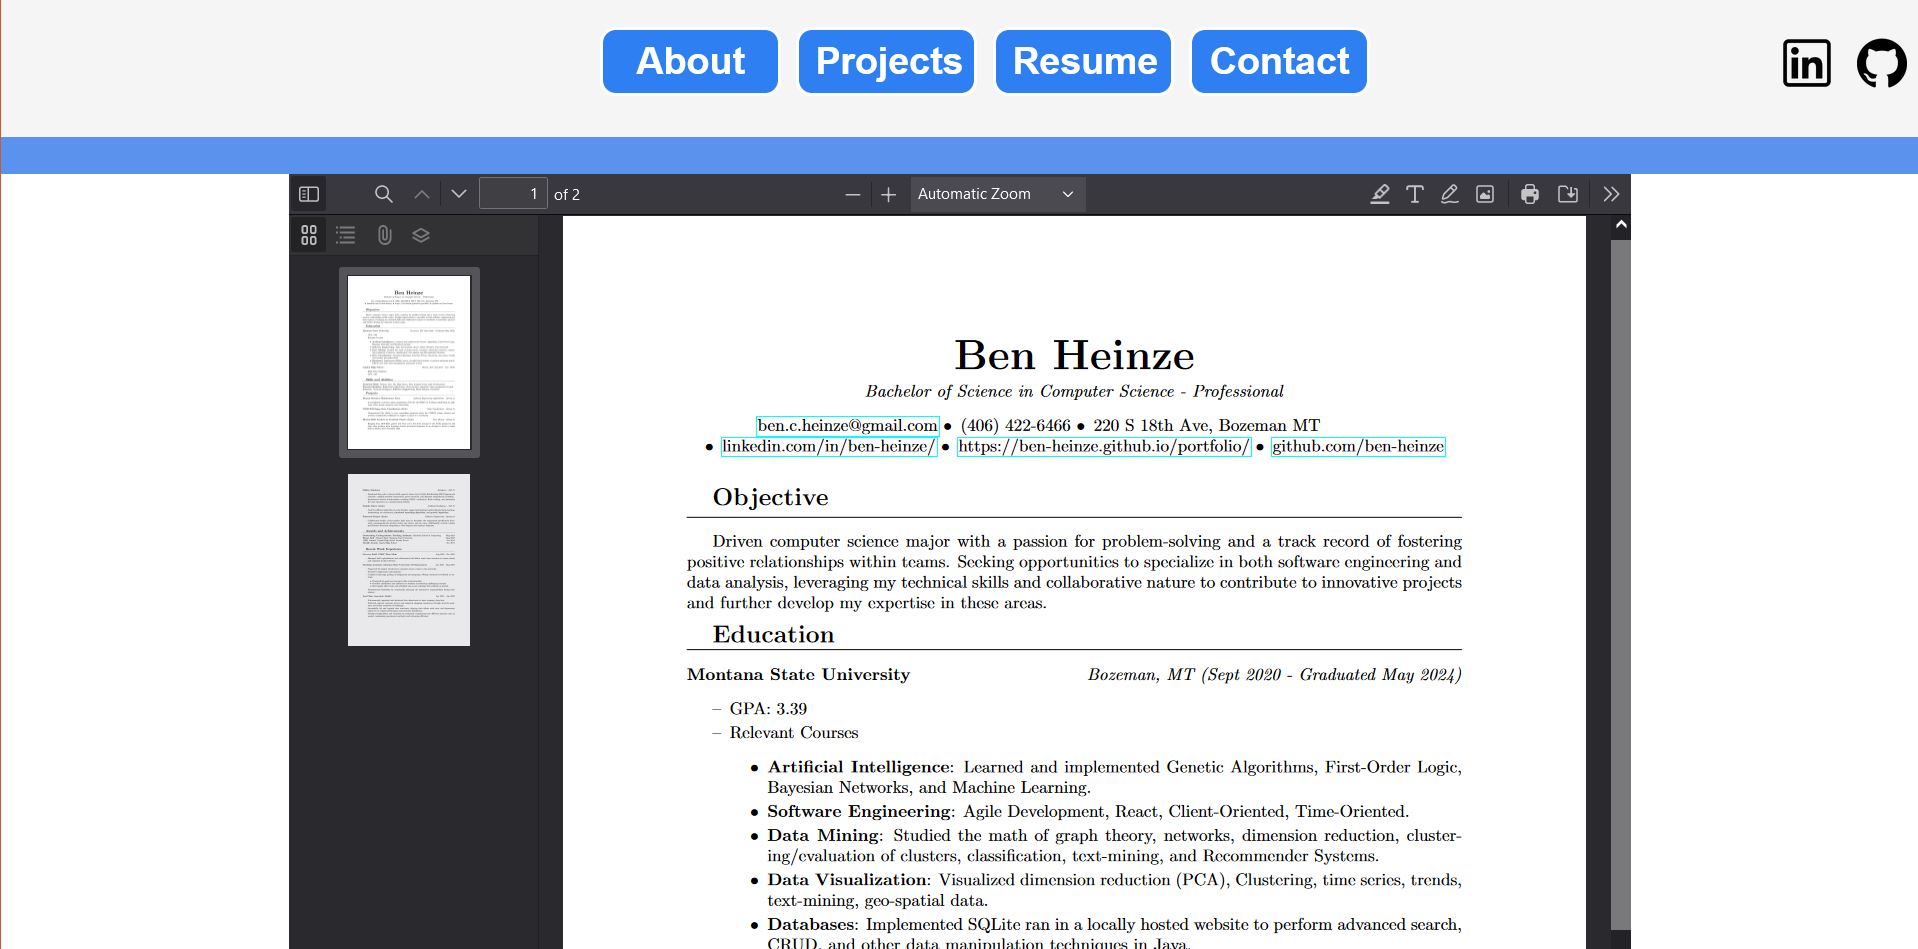 About Projects Resume Contact
in
1 of 2
Automatic Zoom
Ben Heinze
Bachelor of Science in Computer Science - Professional
ben.c.heinze@gmail.com • (406) 422-6466 • 220 S 18th Ave, Bozeman MT
• linkedin.com/in/ben-heinze/ • https://ben-heinze.github.io/portfolio/ • github.com/ben-heinze
Objective
Driven computer science major with a passion for problem-solving and a track record of fostering
positive relationships within teams. Seeking opportunities to specialize in both software engineering and
data analysis, leveraging my technical skills and collaborative nature to contribute to innovative projects
and further develop my expertise in these areas.
Education
Montana State University Bozeman, MT (Sept 2020 - Graduated May 2024)
– GPA: 3.39
– Relevant Courses
• Artificial Intelligence: Learned and implemented Genetic Algorithms, First-Order Logic,
Bayesian Networks, and Machine Learning.
• Software Engineering: Agile Development, React, Client-Oriented, Time-Oriented.
• Data Mining: Studied the math of graph theory, networks, dimension reduction, cluster-
ing/evaluation of clusters, classification, text-mining, and Recommender Systems.
• Data Visualization: Visualized dimension reduction (PCA), Clustering, time series, trends,
text-mining, geo-spatial data.
• Databases: Implemented SQLite ran in a locally hosted website to perform advanced search,
CRUD, and other data manipulation techniques in Java.